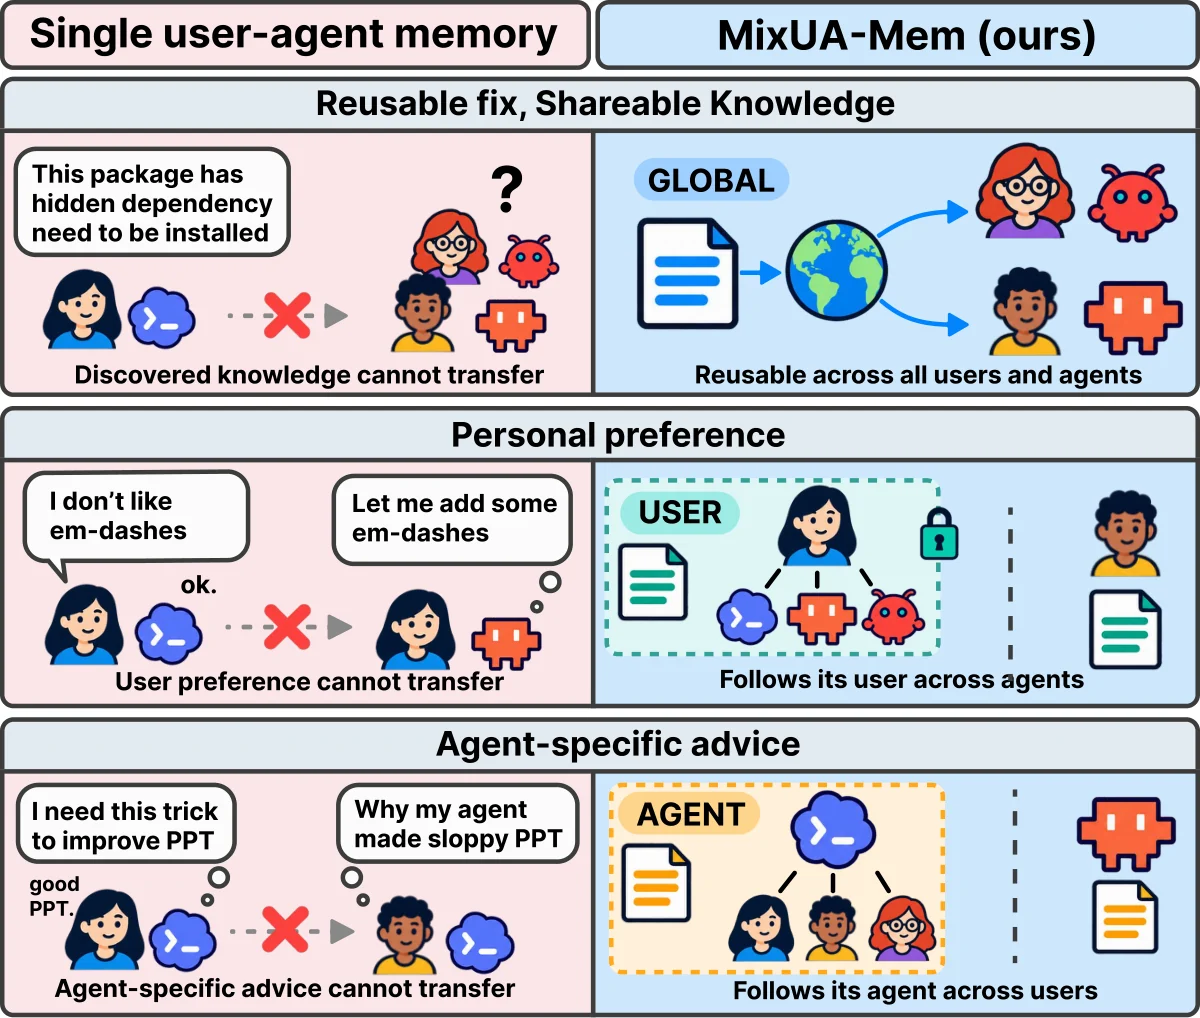 Single user-agent memory
MixUA-Mem (ours)
Reusable fix, Shareable Knowledge
This package has
hidden dependency
need to be installed
?
Discovered knowledge cannot transfer
GLOBAL
Reusable across all users and agents
Personal preference
I don't like
em-dashes
ok.
Let me add some
em-dashes
User preference cannot transfer
USER
Follows its user across agents
Agent-specific advice
I need this trick
to improve PPT
good
PPT.
Why my agent
made sloppy PPT
Agent-specific advice cannot transfer
AGENT
Follows its agent across users